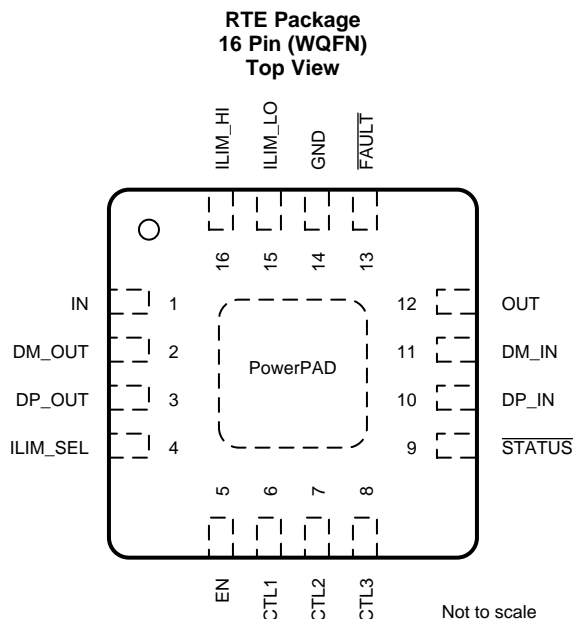 RTE Package
16 Pin (WQFN)
Top View
ILIM_HI
ILIM_LO
GND
FAULT
16
15
14
13
IN
1
12
OUT
DM_OUT
2
11
DM_IN
DP_OUT
3
PowerPAD
10
DP_IN
ILIM_SEL
4
9
STATUS
5
6
7
8
EN
CTL1
CTL2
CTL3
Not to scale